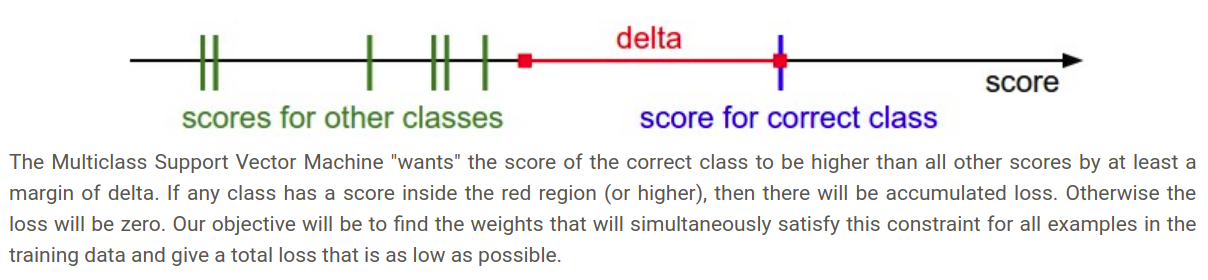 delta
score
scores for other classes
score for correct class
The Multiclass Support Vector Machine "wants" the score of the correct class to be higher than all other scores by at least a
margin of delta. If any class has a score inside the red region (or higher), then there will be accumulated loss. Otherwise the
loss will be zero. Our objective will be to find the weights that will simultaneously satisfy this constraint for all examples in the
training data and give a total loss that is as low as possible.